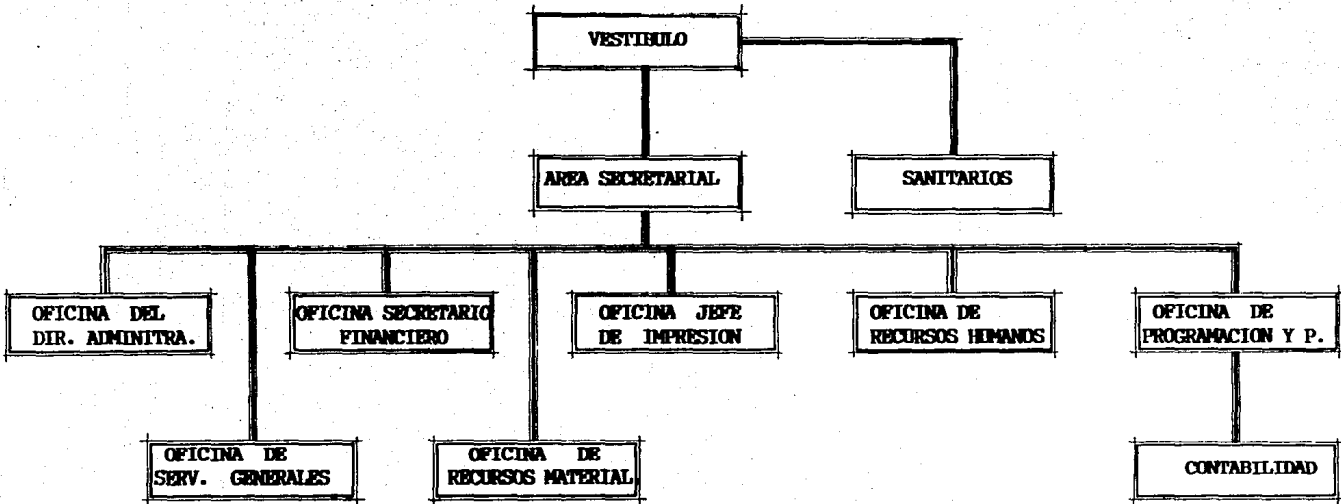 VESTIBULO
AREA SECRETARIAL
SANITARIOS
OFICINA DEL
DIR. ADMINITRA.
OFICINA SECRETARIO
FINANCIERO
OFICINA JEFE
DE IMPRESION
OFICINA DE
RECURSOS HUMANOS
OFICINA DE
PROGRAMACION Y P.
OFICINA DE
SERV. GENERALES
OFICINA DE
RECURSOS MATERIAL
CONTABILIDAD